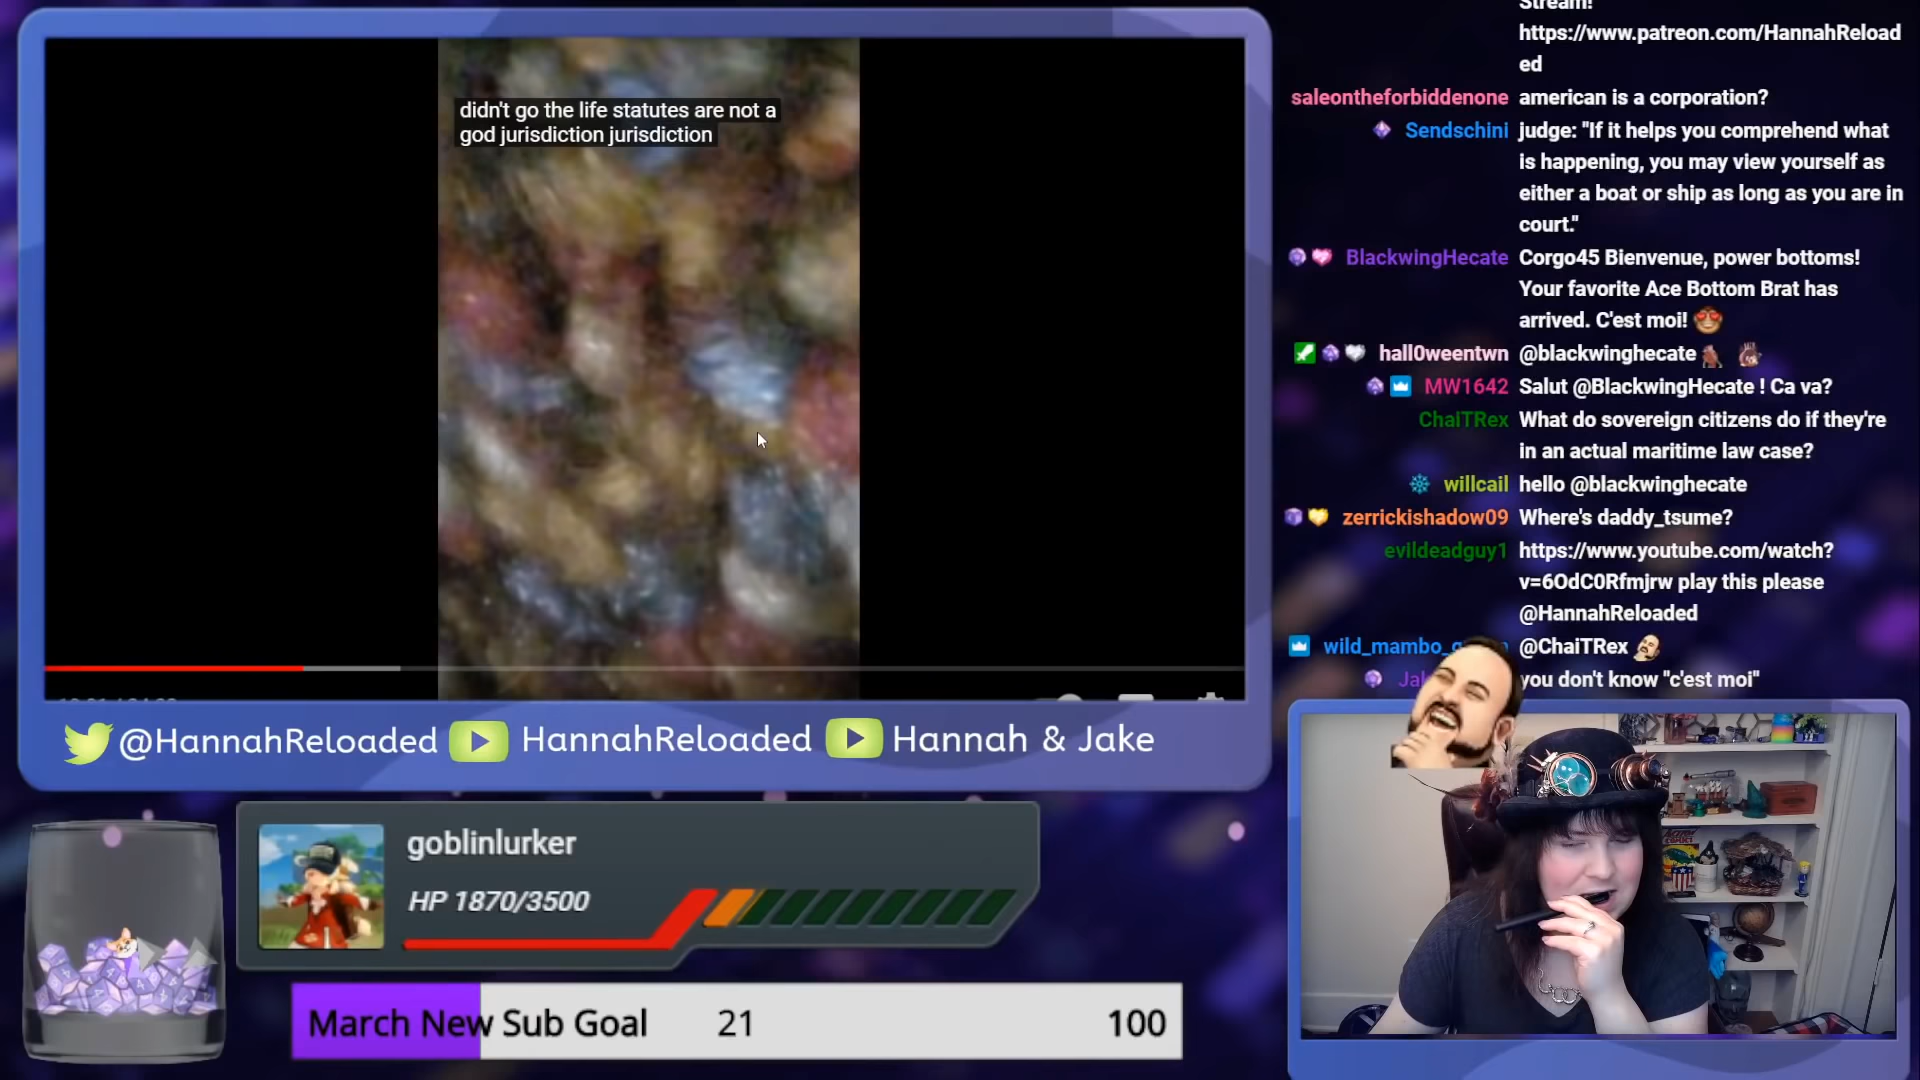 didn't go the life statutes are not a
god jurisdiction jurisdiction
@HannahReloaded
HannahReloaded
Hannah & Jake
goblinlurker
HP 1870/3500
March New Sub Goal 21 100
Stream!
https://www.patreon.com/HannahReload
ed
saleontheforbiddenone american is a corporation?
Sendschini judge: "If it helps you comprehend what
is happening, you may view yourself as
either a boat or ship as long as you are in
court."
BlackwingHecate Corgo45 Bienvenue, power bottoms!
Your favorite Ace Bottom Brat has
arrived. C'est moi!
hall0weentwn @blackwinghecate
MW1642 Salut @BlackwingHecate ! Ca va?
ChaiTRex What do sovereign citizens do if they're
in an actual maritime law case?
willcail hello @blackwinghecate
zerrickishadow09 Where's daddy_tsume?
evildeadguy1 https://www.youtube.com/watch?
v=6OdC0Rfmjrw play this please
@HannahReloaded
@ChaiTRex
you don't know "c'est moi"